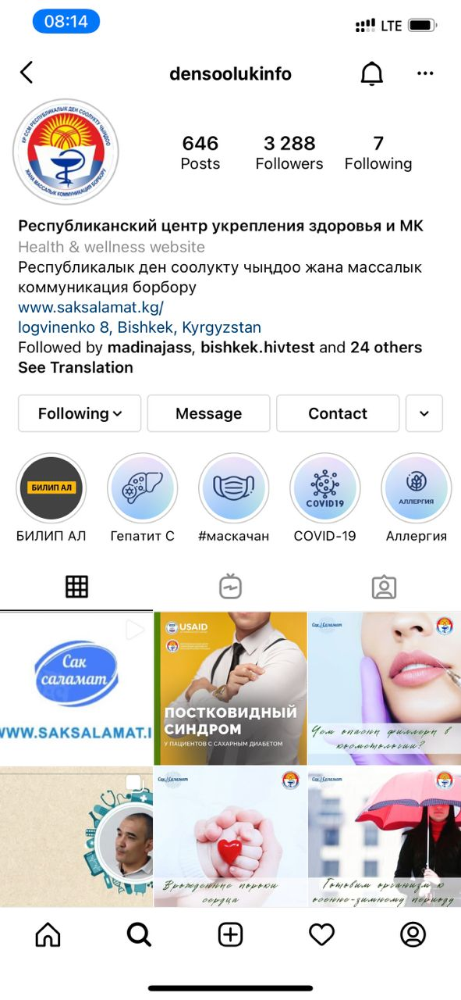 08:14
LTE
densoolukinfo
КР ССМ РЕСПУБЛИКАЛЫК ДЕН СООЛУКТУ ЧЫҢДОО
ЖАНА МАССАЛЫК КОММУНИКАЦИЯ БОРБОРУ
646
3 288
7
Posts
Followers
Following
Республиканский центр укрепления здоровья и МК
Health & wellness website
Республикалык ден соолукту чыңдоо жана массалык
коммуникация борбору
www.saksalamat.kg/
logvinenko 8, Bishkek, Kyrgyzstan
Followed by madinajass, bishkek.hivtest and 24 others
See Translation
Following
Message
Contact
БИЛИП АЛ
COVID19
АЛЛЕРГИЯ
БИЛИП АЛ
Гепатит С
#маскачан
COVID-19
Аллергия
Сак
саламат
WWW.SAKSALAMAT.
USAID
ПОСТКОВИДНЫЙ
СИНДРОМ
У ПАЦИЕНТОВ С САХАРНЫМ ДИАБЕТОМ
Сак/Саламат
Чем опасны филлеры в
косметологии?
Сак/Саламат
Врожденные пороки
сердца
Сак/Саламат
Готовим организм к
осенне-зимнему периоду